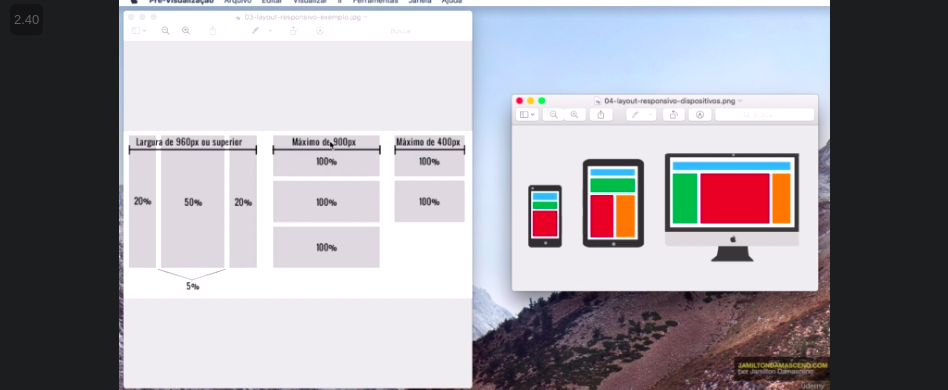 2.40
Pré-Visualização Arquivo Editar Visualizar Ir Ferramentas Janela Ajuda
03-layout-responsivo-exemplo.jpg
Buscar
04-layout-responsivo-dispositivos.png
Largura de 960px ou superior
Máximo de 900px
Máximo de 400px
100%
100%
20%
50%
20%
100%
100%
100%
5%
JAMILTONDAMASCENO.COM
por Jamilton Damasceno
Udemy